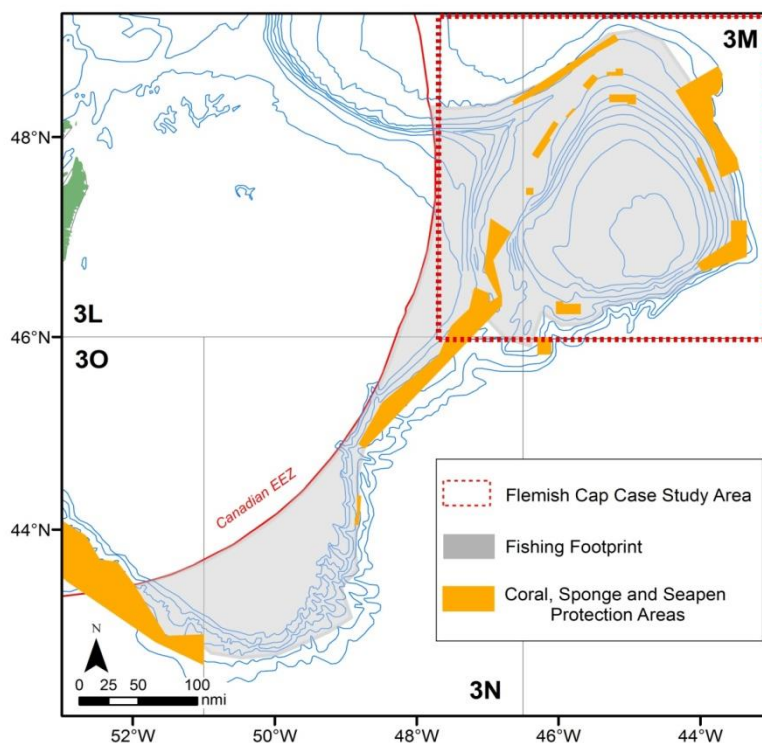 3M
48°N
3L
46°N
3O
Canadian EEZ
Flemish Cap Case Study Area
44°N
Fishing Footprint
Coral, Sponge and Seapen
Protection Areas
N
0 25 50 100
nmi
3N
52°W 50°W 48°W 46°W 44°W